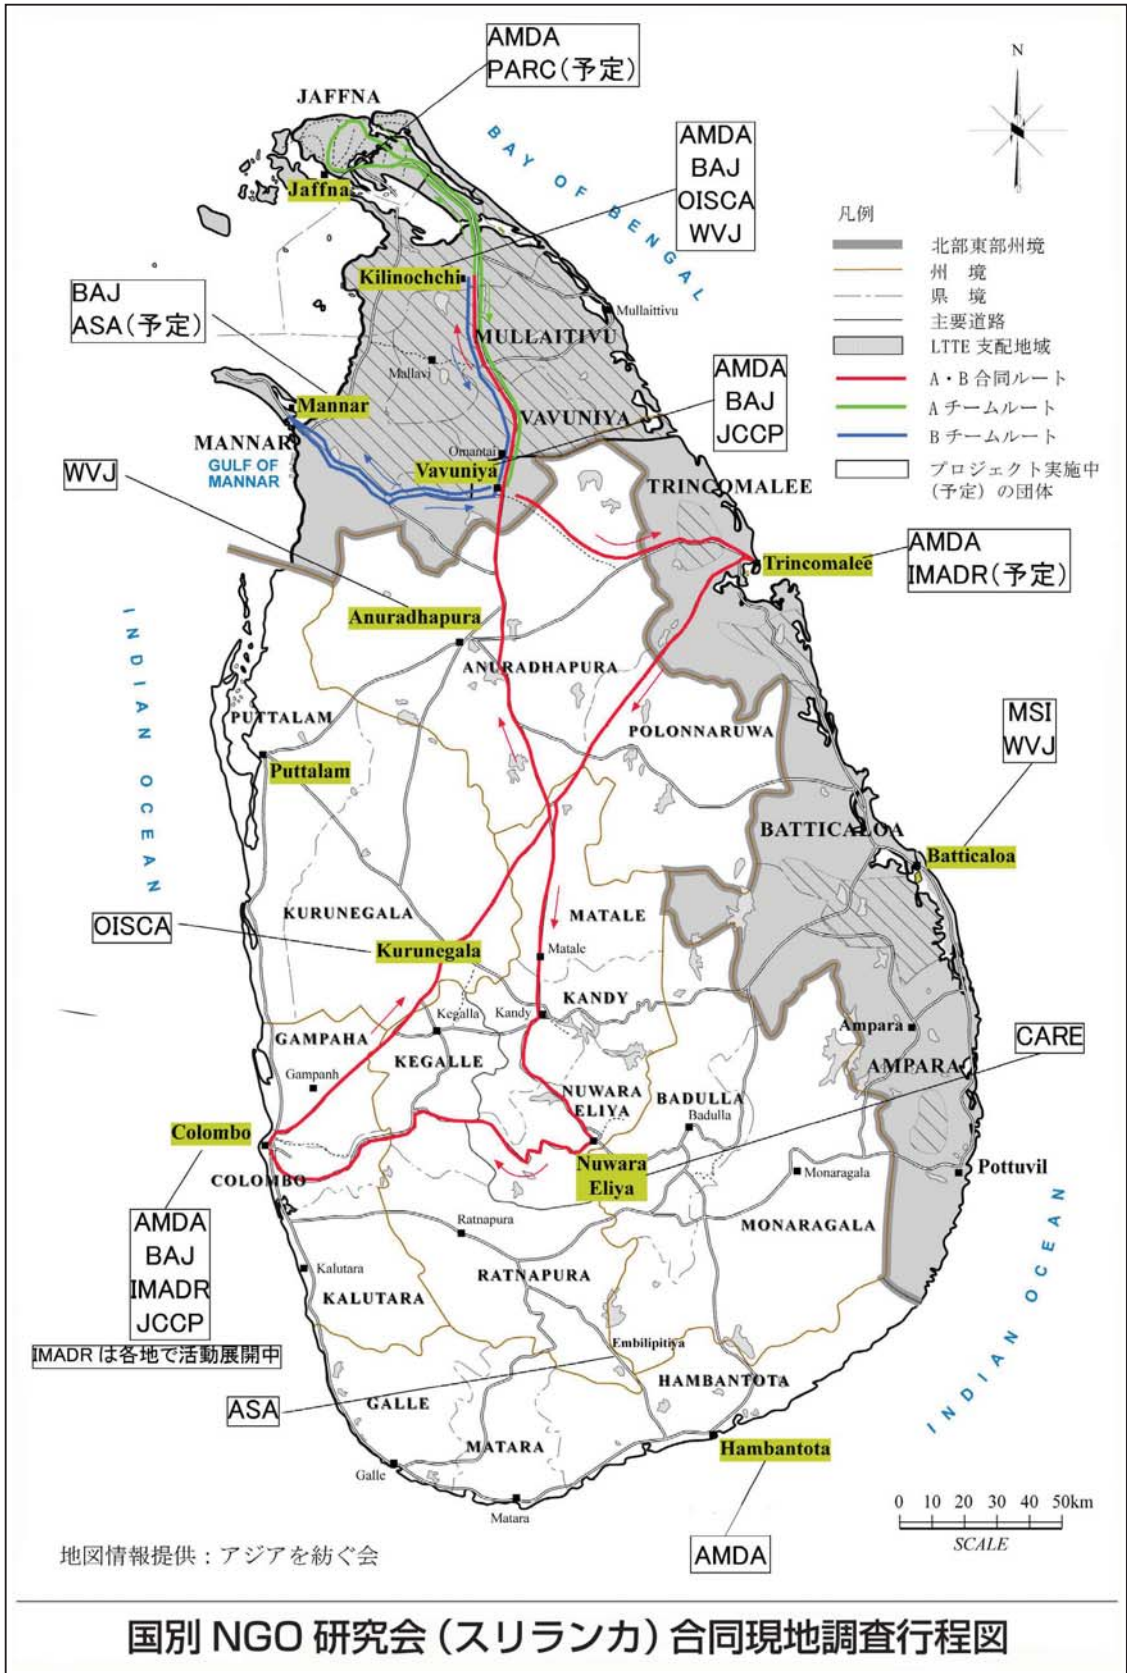 AMDA
PARC(予定)
N
JAFFNA
BAY OF BENGAL
AMDA
BAJ
OISCA
WVJ
Jaffna
凡例
北部東部州境
州 境
県 境
主要道路
LTTE 支配地域
A・B 合同ルート
A チームルート
B チームルート
プロジェクト実施中
(予定) の団体
Kilinochchi
BAJ
ASA(予定)
Mullaittivu
MULLAITIVU
Mallavi
AMDA
BAJ
JCCP
Mannar
VAVUNIYA
MANNAR
Omantai
GULF OF
MANNAR
Vavuniya
WVJ
TRINCOMALEE
AMDA
IMADR(予定)
Trincomalee
INDIAN OCEAN
Anuradhapura
ANURADHAPURA
PUTTALAM
POLONNARUWA
MSI
WVJ
Puttalam
BATTICALOA
Batticaloa
OISCA
KURUNEGALA
MATALE
Kurunegala
Matale
KANDY
Kegalla
Kandy
Ampara
CARE
GAMPAHA
KEGALLE
AMPARA
Gampanh
NUWARA
ELIYA
BADULLA
Badulla
Colombo
Nuwara
Eliya
Monaragala
Pottuvil
COLOMBO
AMDA
BAJ
IMADR
JCCP
IMADR は各地で活動展開中
Ratnapura
MONARAGALA
INDIAN OCEAN
Kalutara
RATNAPURA
KALUTARA
Embilipitiya
HAMBANTOTA
ASA
GALLE
MATARA
Hambantota
Galle
Matara
0 10 20 30 40 50km
SCALE
AMDA
地図情報提供：アジアを紡ぐ会
国別 NGO 研究会（スリランカ）合同現地調査行程図